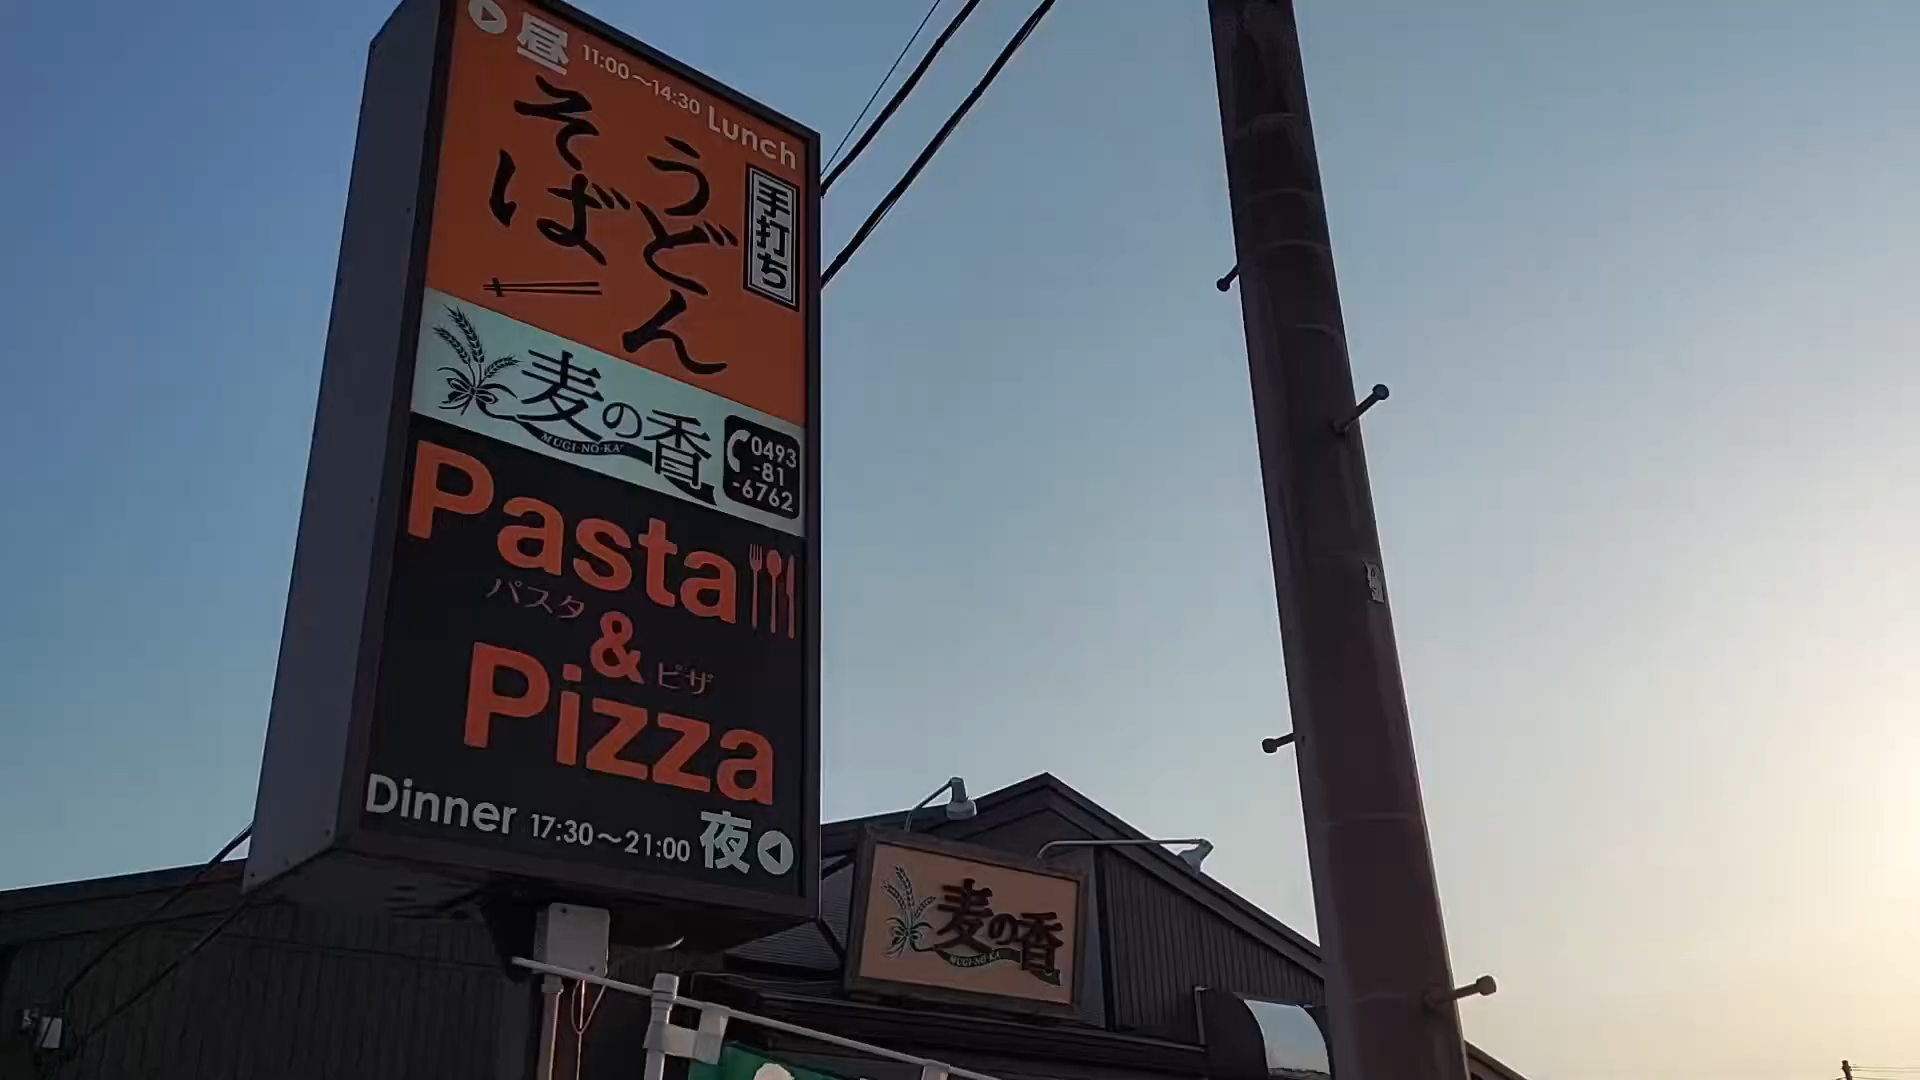 昼 11:00～14:30 Lunch
手打ち
うどん
そば
麦の香
MUGI-NO-KA
0493
-81
-6762
Pasta
パスタ
&
ピザ
Pizza
Dinner 17:30～21:00 夜
麦の香
MUGI-NO-KA